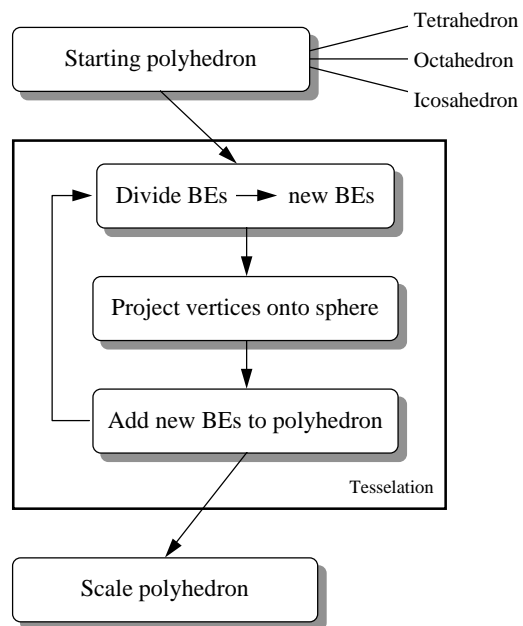 Tetrahedron
Starting polyhedron
Octahedron
Icosahedron
Divide BEs new BEs
Project vertices onto sphere
Add new BEs to polyhedron
Tesselation
Scale polyhedron